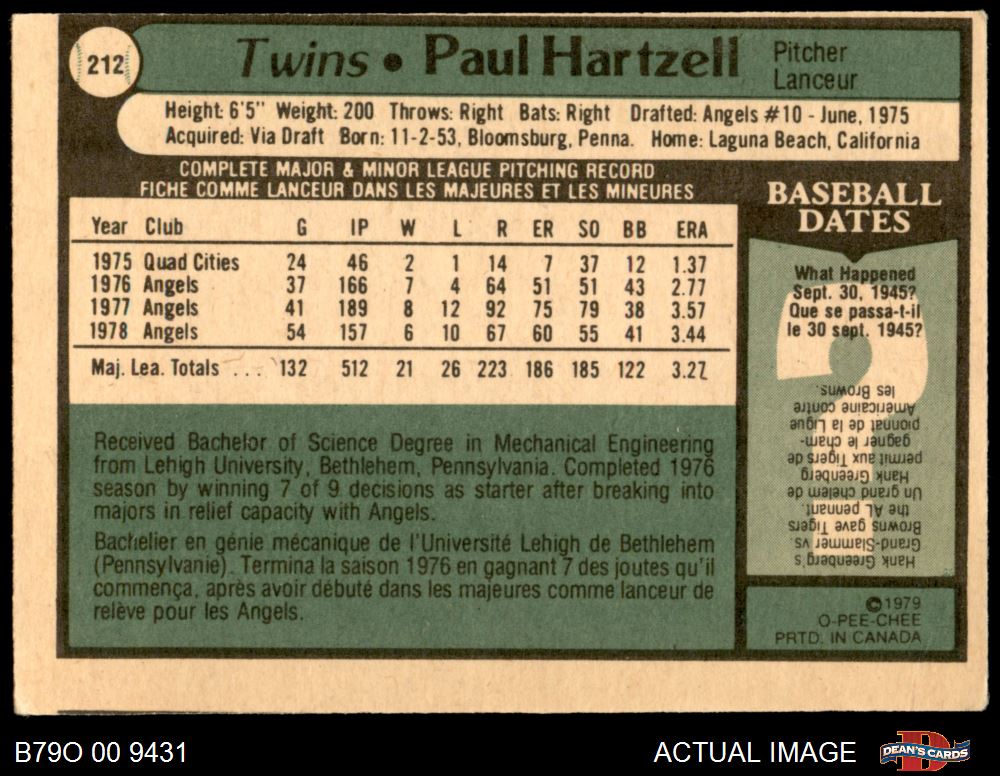 212
Twins • Paul Hartzell
Pitcher
Lanceur
Height: 6'5" Weight: 200 Throws: Right Bats: Right Drafted: Angels #10 - June, 1975
Acquired: Via Draft Born: 11-2-53, Bloomsburg, Penna. Home: Laguna Beach, California
COMPLETE MAJOR & MINOR LEAGUE PITCHING RECORD
FICHE COMME LANCEUR DANS LES MAJEURES ET LES MINEURES
Year Club G IP W L R ER SO BB ERA
1975 Quad Cities 24 46 2 1 14 7 37 12 1.37
1976 Angels 37 166 7 4 64 51 51 43 2.77
1977 Angels 41 189 8 12 92 75 79 38 3.57
1978 Angels 54 157 6 10 67 60 55 41 3.44
Maj. Lea. Totals ... 132 512 21 26 223 186 185 122 3.27
Received Bachelor of Science Degree in Mechanical Engineering
from Lehigh University, Bethlehem, Pennsylvania. Completed 1976
season by winning 7 of 9 decisions as starter after breaking into
majors in relief capacity with Angels.
Bachelier en génie mécanique de l'Université Lehigh de Bethlehem
(Pennsylvanie). Termina la saison 1976 en gagnant 7 des joutes qu'il
commença, après avoir débuté dans les majeures comme lanceur de
relève pour les Angels.
BASEBALL
DATES
What Happened
Sept. 30, 1945?
Que se passa-t-il
le 30 sept. 1945?
Hank Greenberg's
Grand-Slammer vs.
Browns gave Tigers
the AL pennant.
Un grand chelem de
Hank Greenberg
permit aux Tigers de
gagner le cham-
pionnat de la Ligue
Americaine contre
les Browns.
©1979
O-PEE-CHEE
PRTD. IN CANADA
B79O 00 9431
ACTUAL IMAGE
DEAN'S CARDS